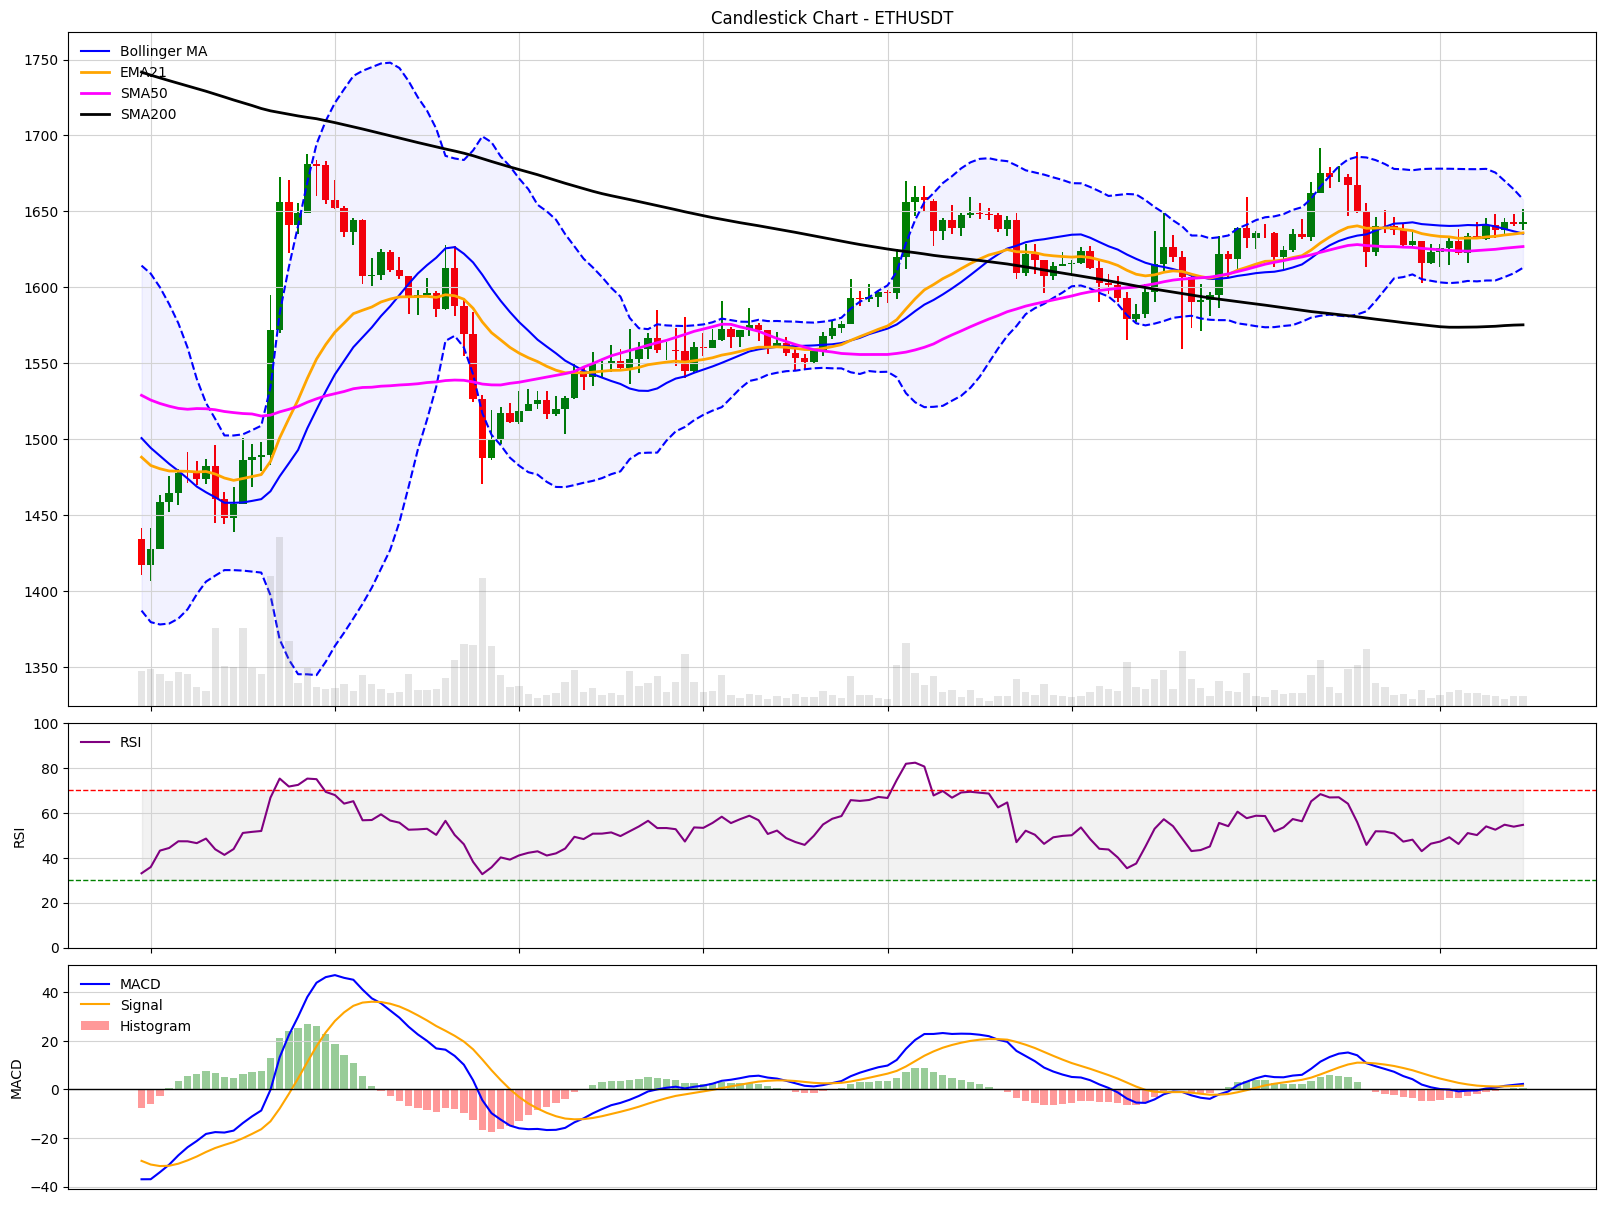 Candlestick Chart - ETHUSDT
Bollinger MA
EMA21
SMA50
SMA200
1750
1700
1650
1600
1550
1500
1450
1400
1350
RSI
RSI
100
80
60
40
20
0
MACD
Signal
Histogram
MACD
40
20
0
−20
−40